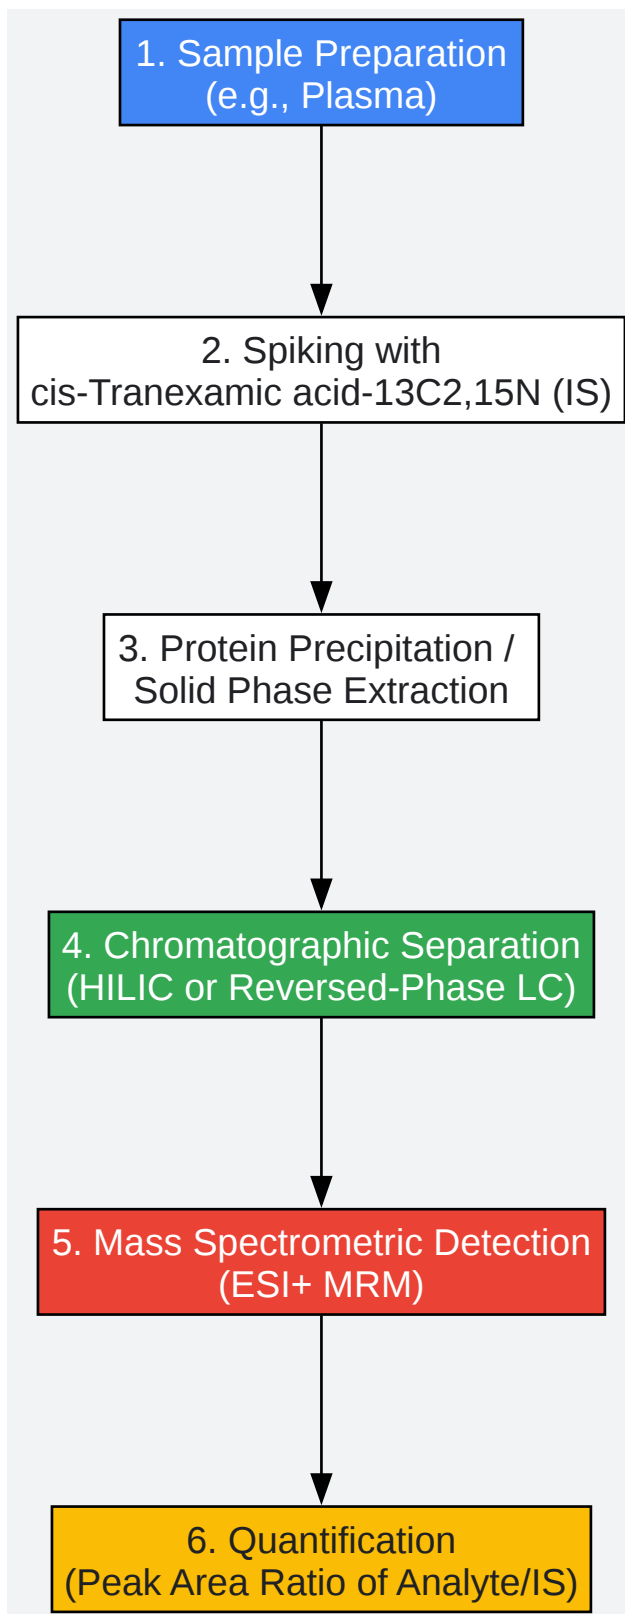 1. Sample Preparation
(e.g., Plasma)
2. Spiking with
cis-Tranexamic acid-13C2,15N (IS)
3. Protein Precipitation /
Solid Phase Extraction
4. Chromatographic Separation
(HILIC or Reversed-Phase LC)
5. Mass Spectrometric Detection
(ESI+ MRM)
6. Quantification
(Peak Area Ratio of Analyte/IS)